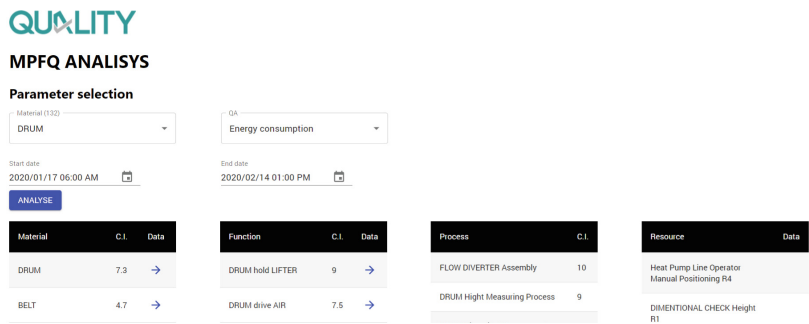 QUALITY
MPFQ ANALISYS
Parameter selection
Material (132)
DRUM
QA
Energy consumption
Start date
2020/01/17 06:00 AM
End date
2020/02/14 01:00 PM
ANALYSE
Material C.I. Data
DRUM 7.3
BELT 4.7
Function C.I. Data
DRUM hold LIFTER 9
DRUM drive AIR 7.5
Process C.I.
FLOW DIVERTER Assembly 10
DRUM Hight Measuring Process 9
Resource Data
Heat Pump Line Operator
Manual Positioning R4
DIMENTIONAL CHECK Height
R1